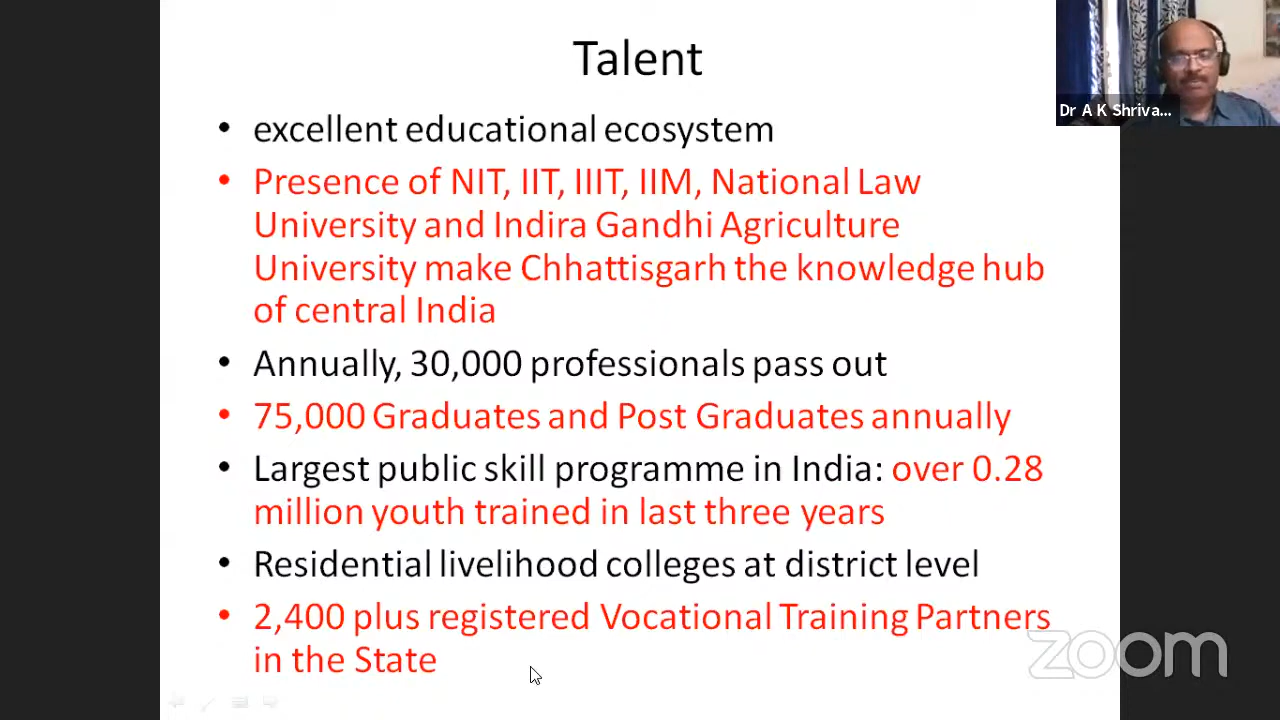 Talent
• excellent educational ecosystem
• Presence of NIT, IIT, IIIT, IIM, National Law
University and Indira Gandhi Agriculture
University make Chhattisgarh the knowledge hub
of central India
• Annually, 30,000 professionals pass out
• 75,000 Graduates and Post Graduates annually
• Largest public skill programme in India: over 0.28
million youth trained in last three years
• Residential livelihood colleges at district level
• 2,400 plus registered Vocational Training Partners
in the State
Dr A K Shriva...
zoom